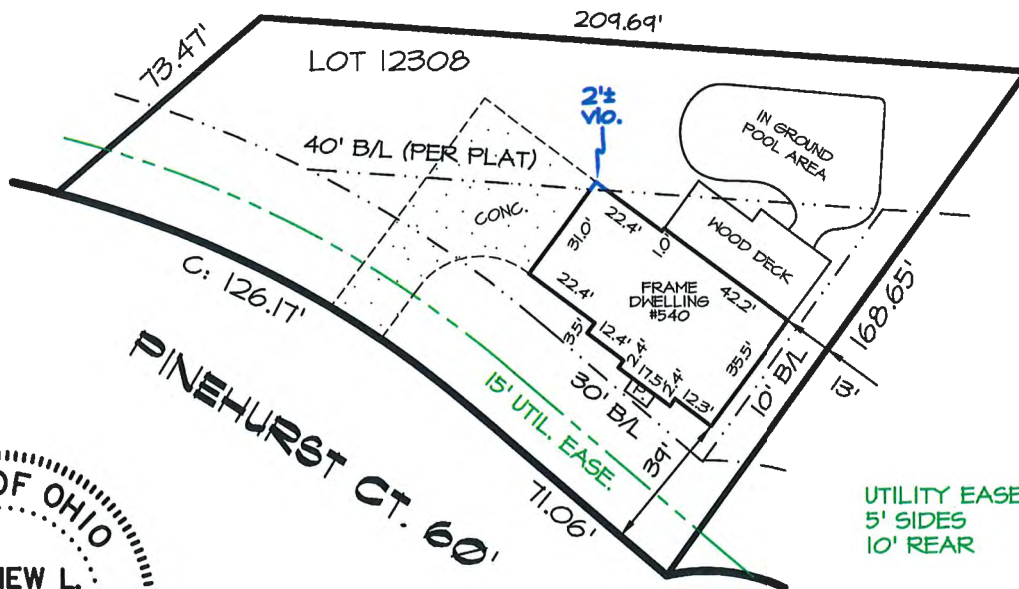 209.69'
73.47'
LOT 12308
2'±
VIO.
IN GROUND
POOL AREA
40' B/L (PER PLAT)
CONC.
22.4'
1.0'
WOOD DECK
31.0'
C: 126.17'
22.4'
FRAME
DWELLING
#540
42.2'
168.65'
3.5'
12.4'
2.4'
17.5'
2.4'
12.3'
35.5'
P.
10' B/L
13'
30' B/L
15' UTIL. EASE.
39'
PINEHURST CT. 60'
71.06'
UTILITY EASE
5' SIDES
10' REAR
OF OHIO
IEW L.